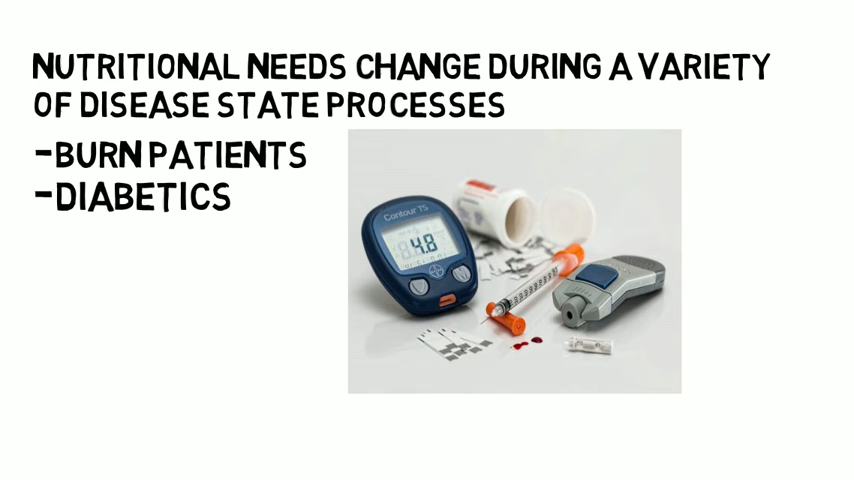 NUTRITIONAL NEEDS CHANGE DURING A VARIETY
OF DISEASE STATE PROCESSES
-BURN PATIENTS
-DIABETICS
Contour TS
4.8